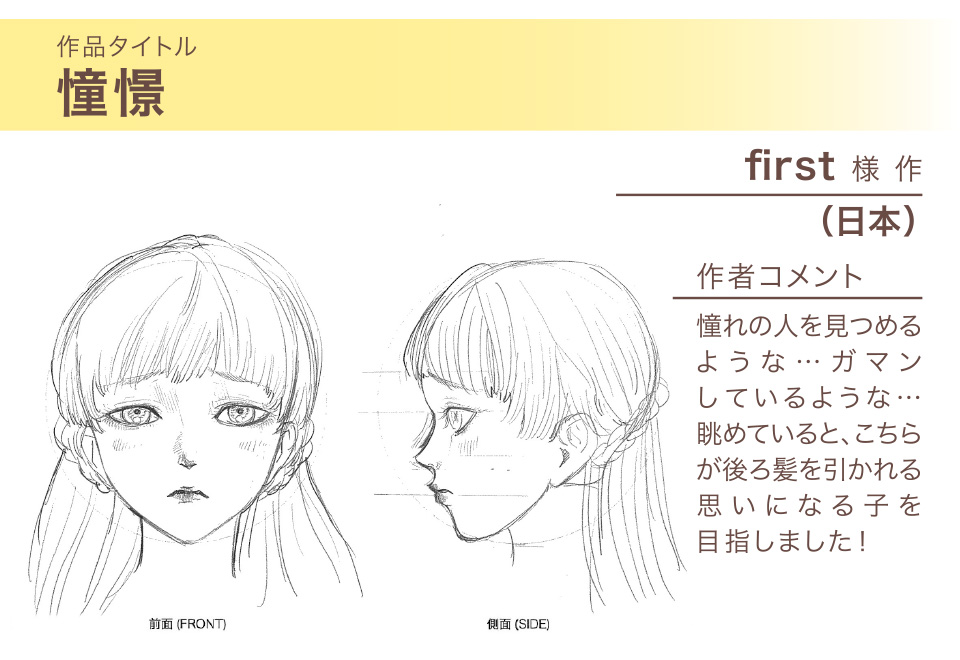 作品タイトル
憧憬
first 様 作
（日本）
作者コメント
憧れの人を見つめる
ような…ガマン
しているような…
眺めていると、こちら
が後ろ髪を引かれる
思いになる子を
目指しました！
前面 (FRONT)
側面 (SIDE)